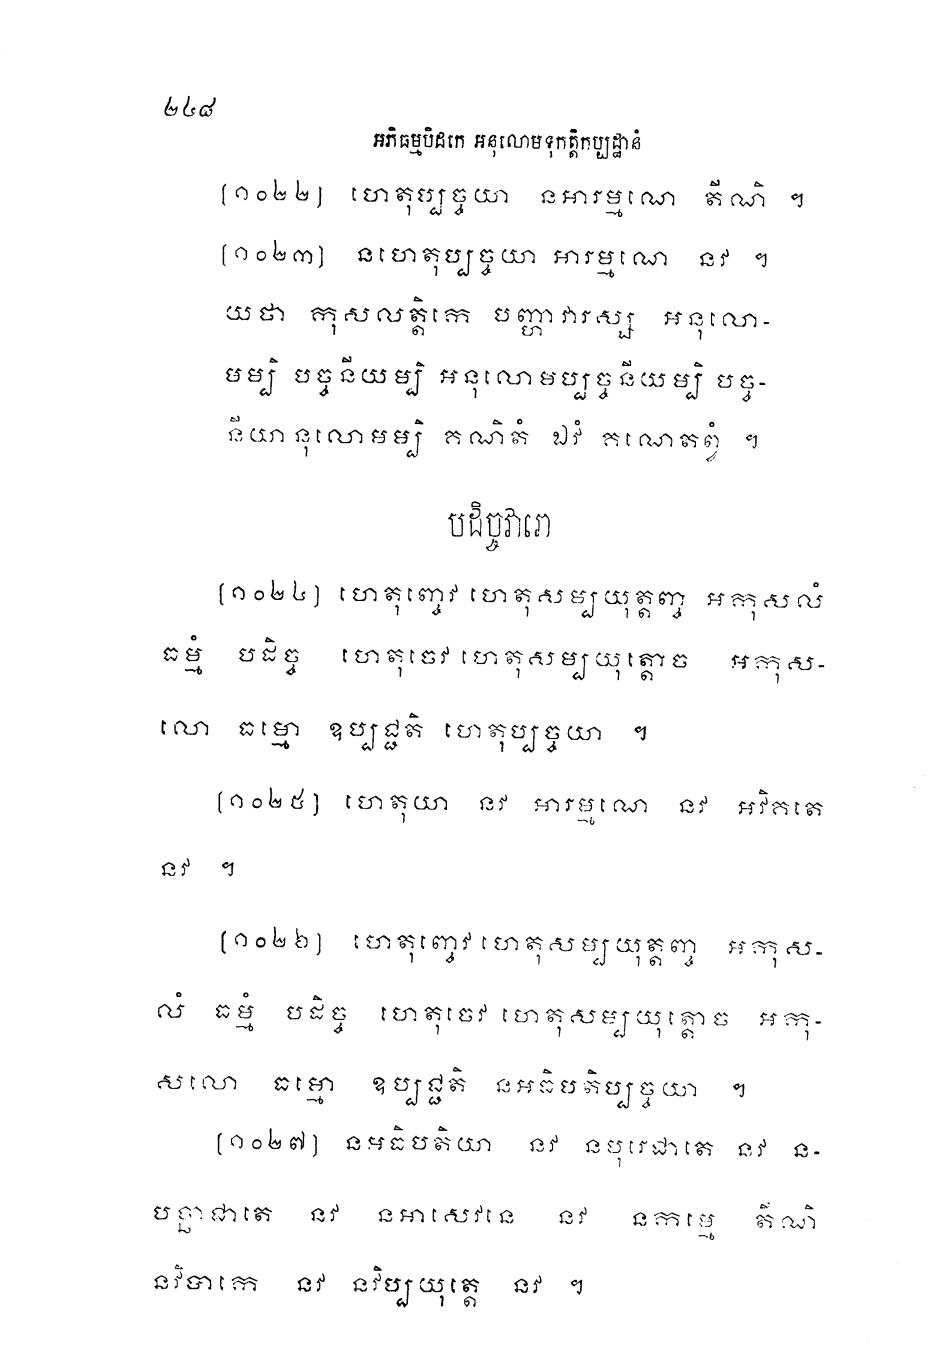 ២៤៨
អភិធម្មបិដកេ អនុលោមទុកត្តិកប្បដ្ឋានំ
[១០២២] ហេតុប្បច្ចយា នអារម្មណេ តីណិ ។
[១០២៣] នហេតុប្បច្ចយា អារម្មណេ នវ ។
យថា កុសលត្តិកេ បញ្ហាវារស្ស អនុលោ-
មម្បិ បច្ចនីយម្បិ អនុលោមប្បច្ចនីយម្បិ បច្ច-
នីយានុលោមម្បិ គណិតំ ឯវំ គណេតព្វំ ។
បដិច្ចវារោ
[១០២៤] ហេតុញ្ចេវ ហេតុសម្បយុត្តញ្ច អកុសលំ
ធម្មំ បដិច្ច ហេតុចេវ ហេតុសម្បយុត្តោច អកុស-
លោ ធម្មោ ឧប្បជ្ជតិ ហេតុប្បច្ចយា ។
[១០២៥] ហេតុយា នវ អារម្មណេ នវ អវិគតេ
នវ ។
[១០២៦] ហេតុញ្ចេវ ហេតុសម្បយុត្តញ្ច អកុស-
លំ ធម្មំ បដិច្ច ហេតុចេវ ហេតុសម្បយុត្តោច អកុ-
សលោ ធម្មោ ឧប្បជ្ជតិ នអធិបតិប្បច្ចយា ។
[១០២៧] នអធិបតិយា នវ នបុរេជាតេ នវ ន-
បច្ឆាជាតេ នវ នអាសេវនេ នវ នកម្មេ តីណិ
នវិបាកេ នវ នវិប្បយុត្តេ នវ ។